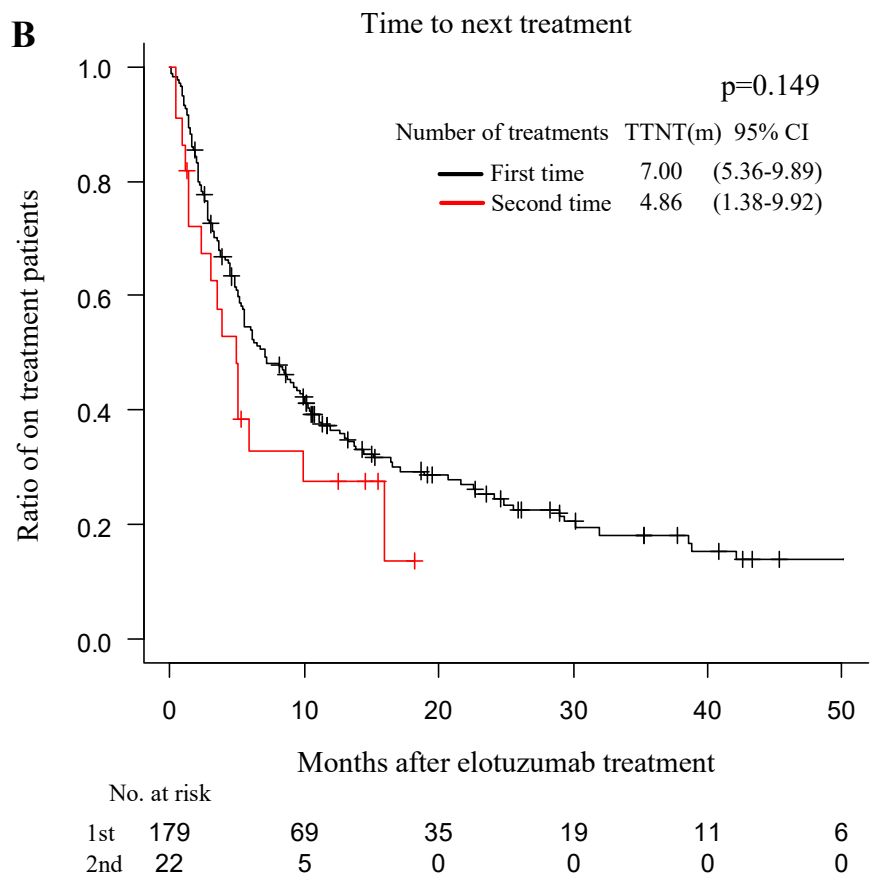 B
Time to next treatment
p=0.149
Number of treatments TTNT(m) 95% CI
First time 7.00 (5.36-9.89)
Second time 4.86 (1.38-9.92)
Ratio of on treatment patients
1.0
0.8
0.6
0.4
0.2
0.0
0 10 20 30 40 50
Months after elotuzumab treatment
No. at risk
1st 179 69 35 19 11 6
2nd 22 5 0 0 0 0